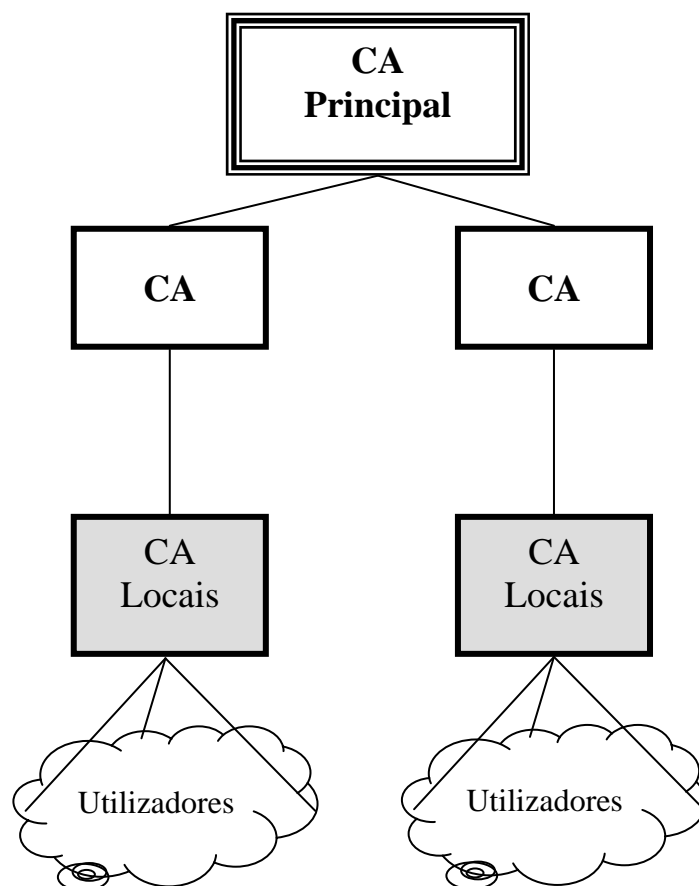 CA
Principal
CA
CA
CA
Locais
CA
Locais
Utilizadores
Utilizadores